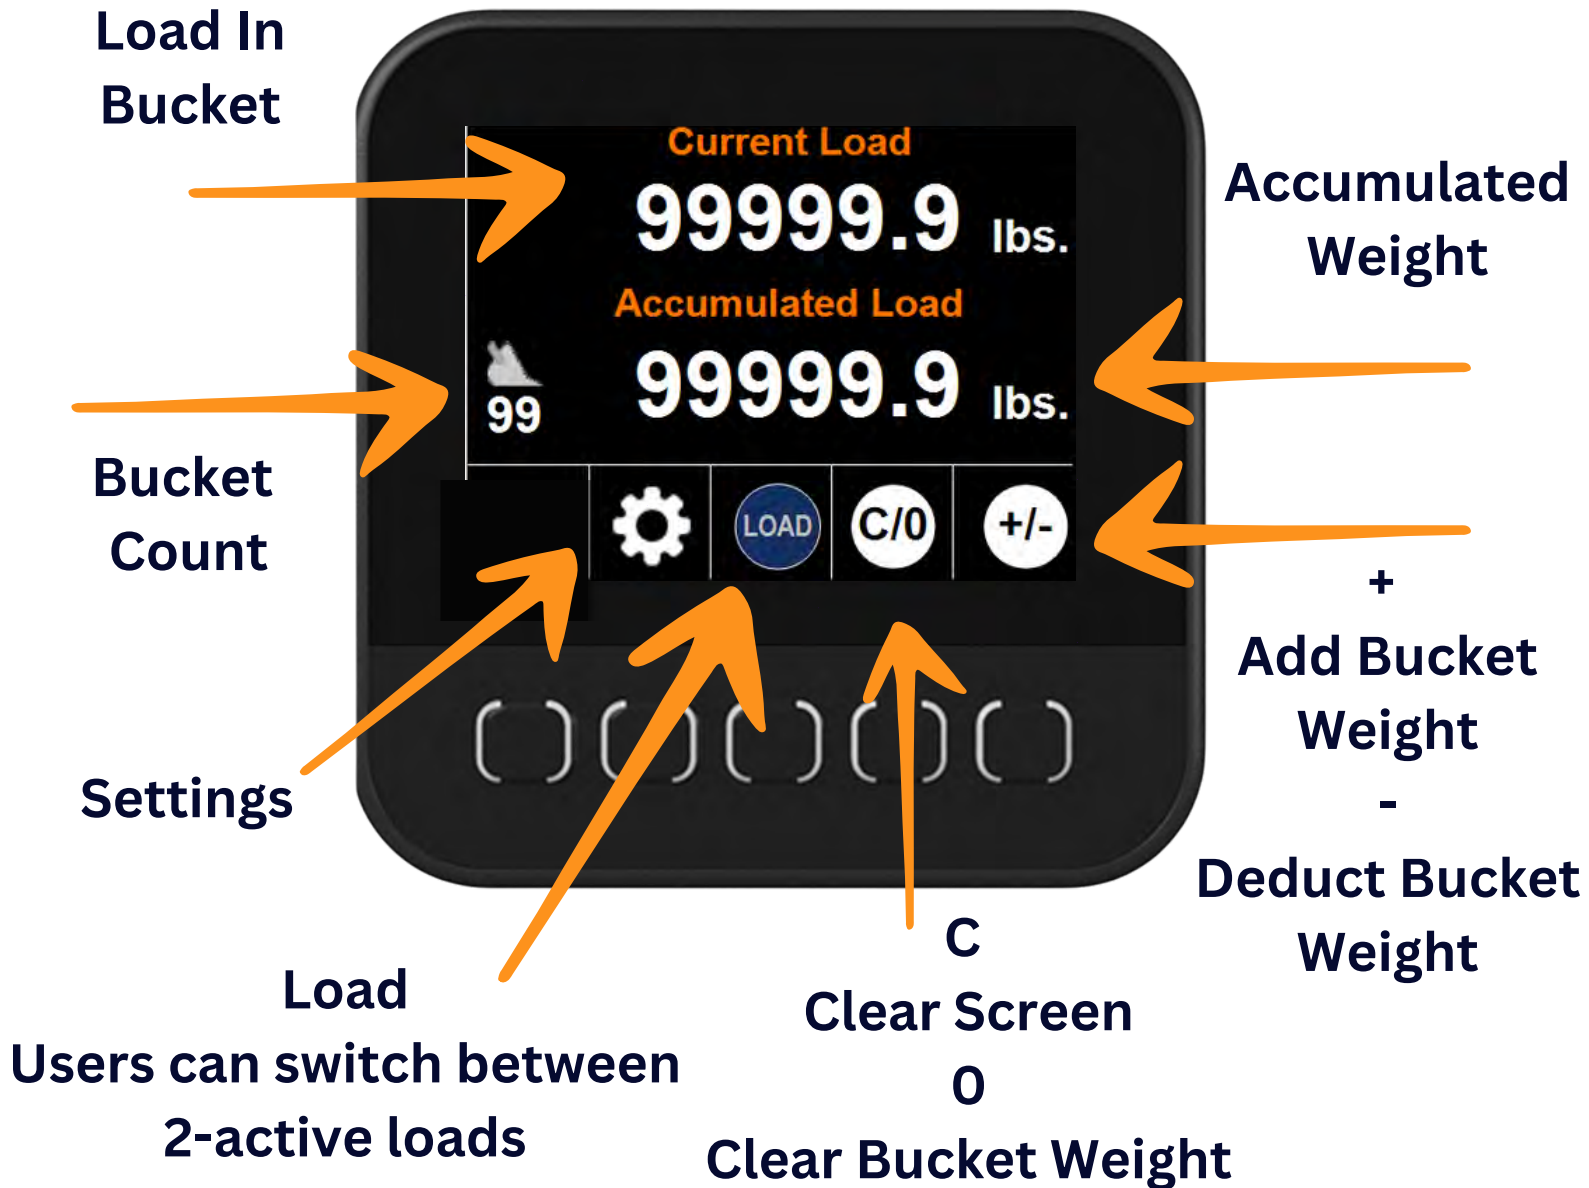 Load In
Bucket
Current Load
99999.9 lbs.
Accumulated
Weight
Accumulated Load
99999.9 lbs.
99
Bucket
Count
LOAD
C/0
+/-
+
Add Bucket
Weight
-
Deduct Bucket
Weight
Settings
Load
Users can switch between
2-active loads
C
Clear Screen
0
Clear Bucket Weight